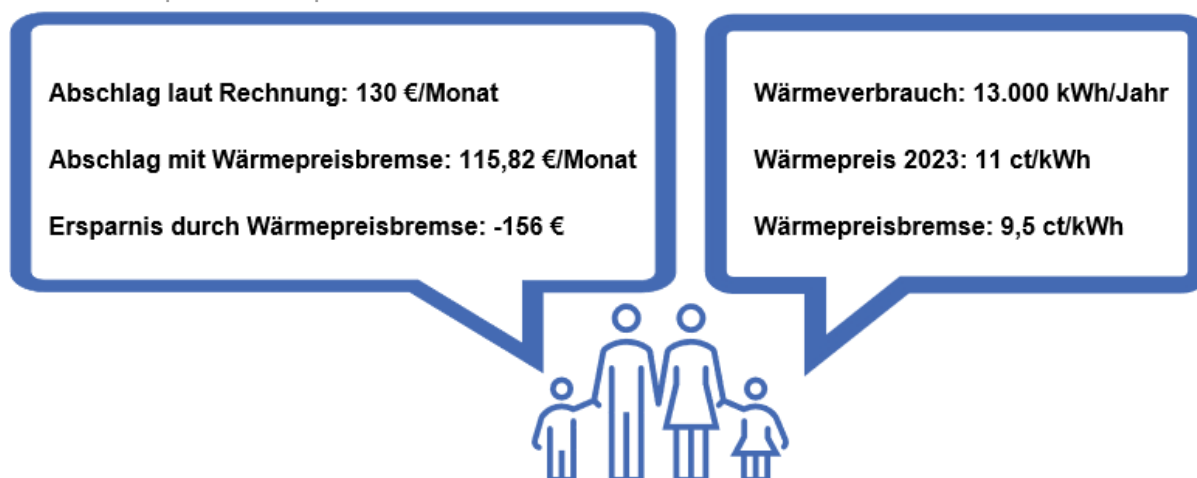 Abschlag laut Rechnung: 130 €/Monat
Abschlag mit Wärmepreisbremse: 115,82 €/Monat
Ersparnis durch Wärmepreisbremse: -156 €
Wärmeverbrauch: 13.000 kWh/Jahr
Wärmepreis 2023: 11 ct/kWh
Wärmepreisbremse: 9,5 ct/kWh